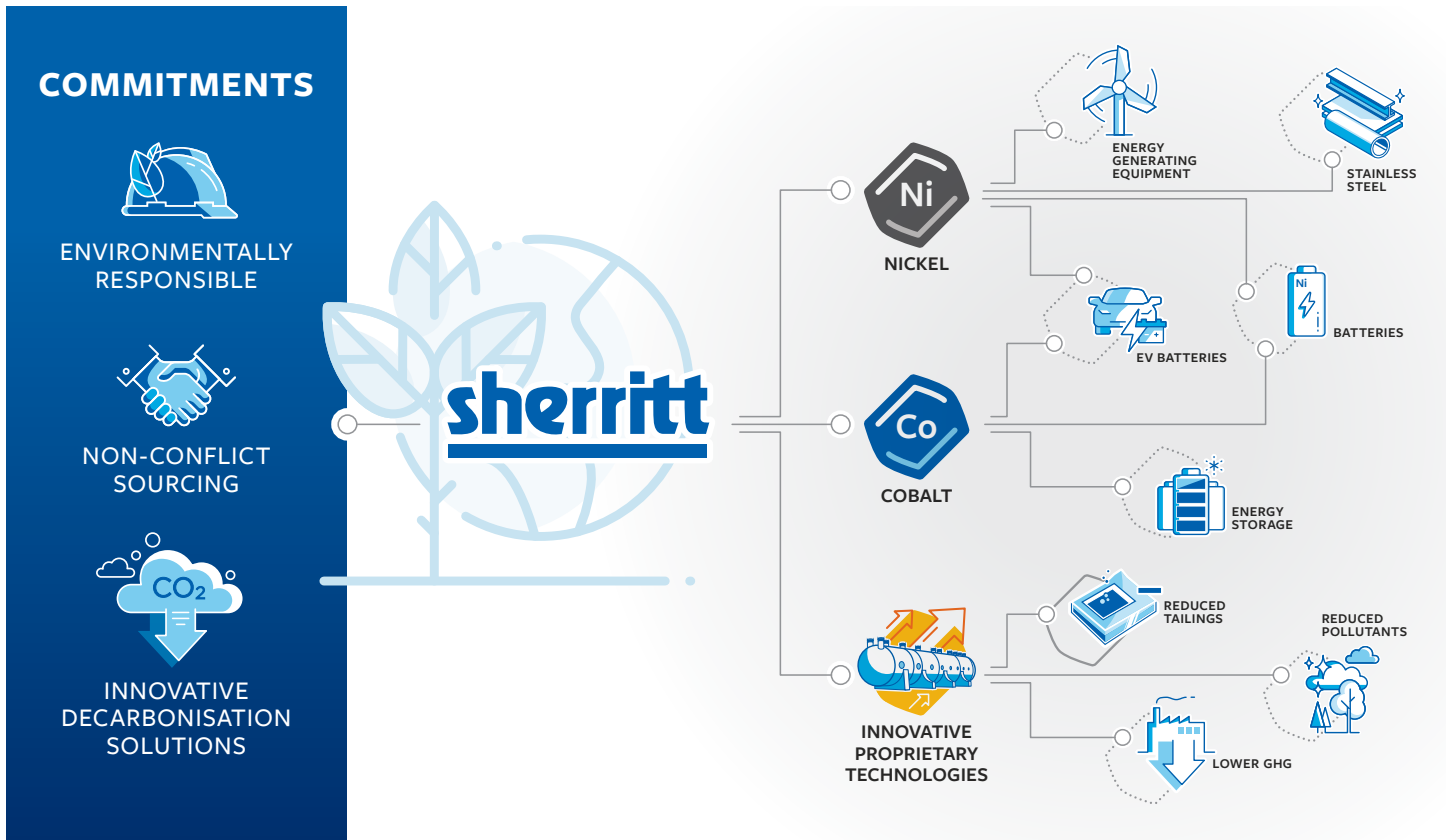 COMMITMENTS
ENVIRONMENTALLY
RESPONSIBLE
NON-CONFLICT
SOURCING
CO₂
INNOVATIVE
DECARBONISATION
SOLUTIONS
sherritt
Ni
NICKEL
ENERGY
GENERATING
EQUIPMENT
STAINLESS
STEEL
EV BATTERIES
Ni
BATTERIES
Co
COBALT
ENERGY
STORAGE
INNOVATIVE
PROPRIETARY
TECHNOLOGIES
REDUCED
TAILINGS
REDUCED
POLLUTANTS
LOWER GHG